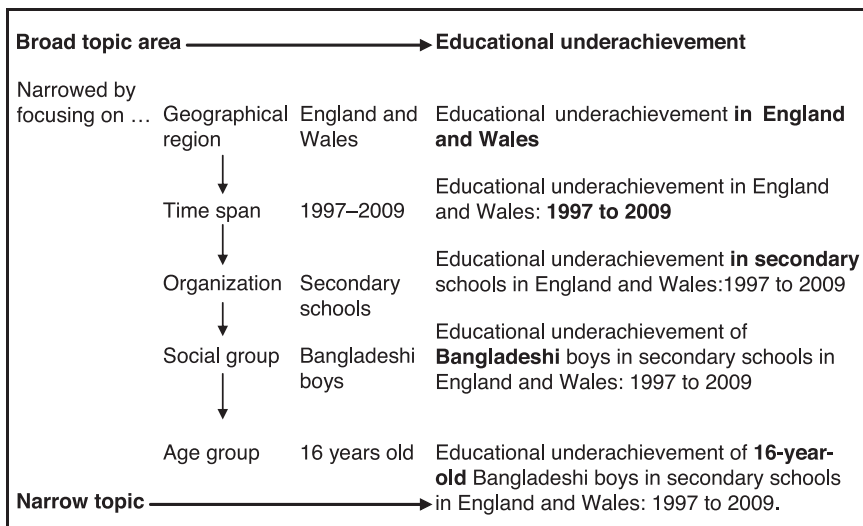 Broad topic area Educational underachievement
Narrowed by
focusing on …
Geographical
region
England and
Wales
Educational underachievement in England
and Wales
Time span
1997–2009
Educational underachievement in England
and Wales: 1997 to 2009
Organization
Secondary
schools
Educational underachievement in secondary
schools in England and Wales:1997 to 2009
Social group
Bangladeshi
boys
Educational underachievement of
Bangladeshi boys in secondary schools in
England and Wales: 1997 to 2009
Age group
16 years old
Educational underachievement of 16-year-
old Bangladeshi boys in secondary schools
in England and Wales: 1997 to 2009.
Narrow topic